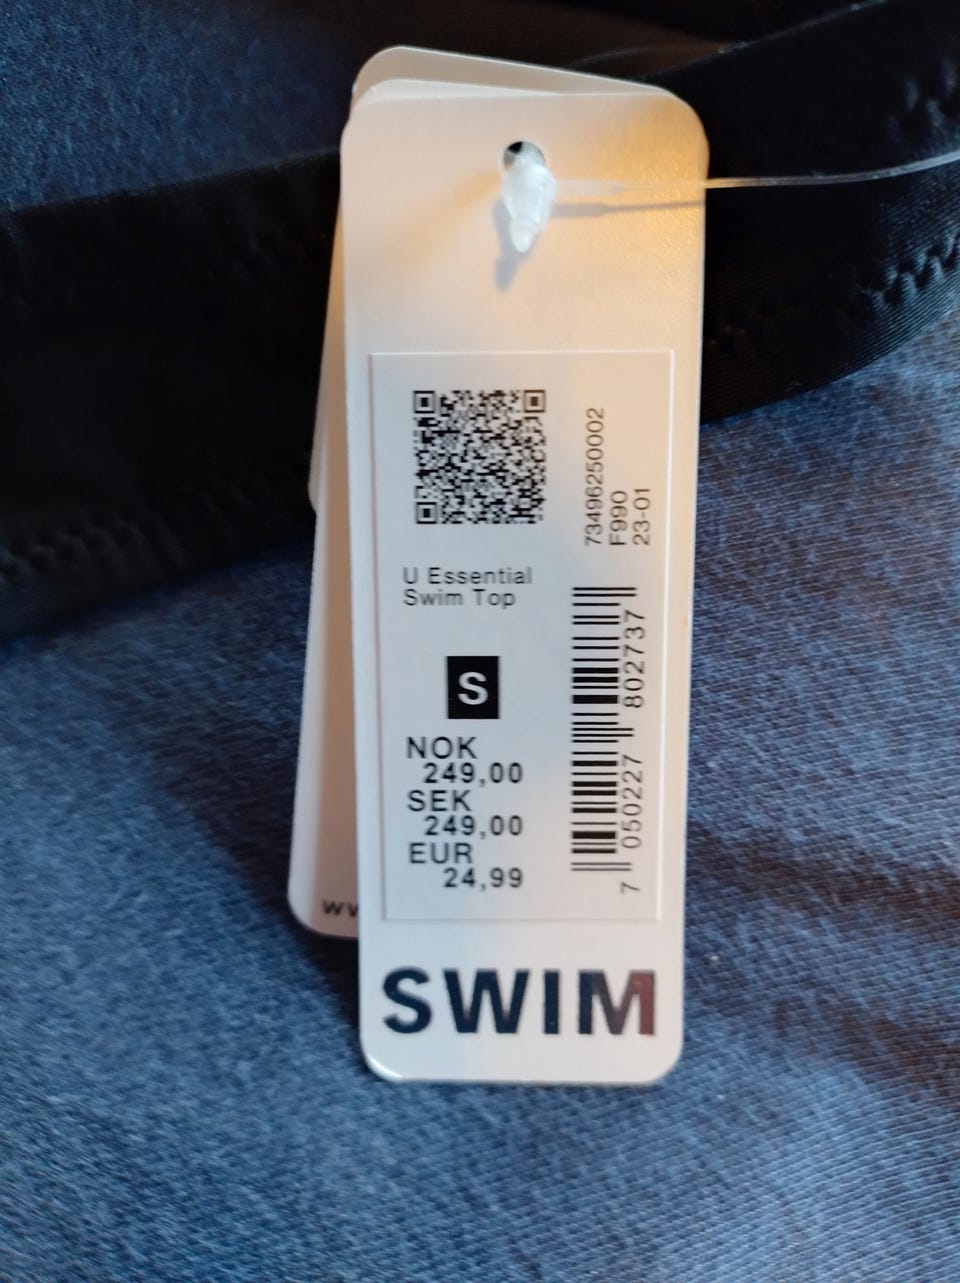 73496250002
F990
23-01
U Essential
Swim Top
S
NOK
249,00
SEK
249,00
EUR
24,99
7 050227 802737
SWIM